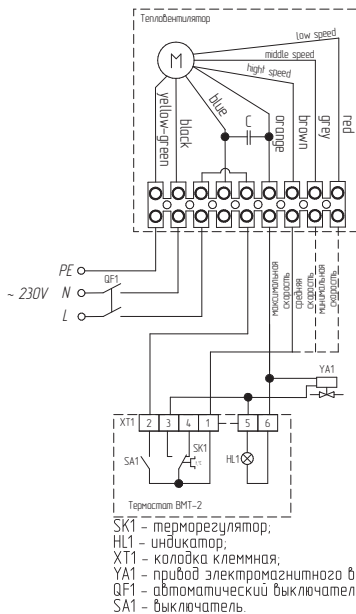 Тепловентилятор
low speed
middle speed
hight speed
M
yellow-green
black
blue
C
orange
brown
grey
red
PE
QF1
~ 230V N
L
максимальная скорость
средняя скорость
минимальная скорость
YA1
XT1 2 3 4 1 5 6
SK1
t°
SA1
HL1
Термостат ВМТ-2
SK1 - терморегулятор;
HL1 - индикатор;
XT1 - колодка клеммная;
YA1 - привод электромагнитного в
QF1 - автоматический выключател
SA1 - выключатель.